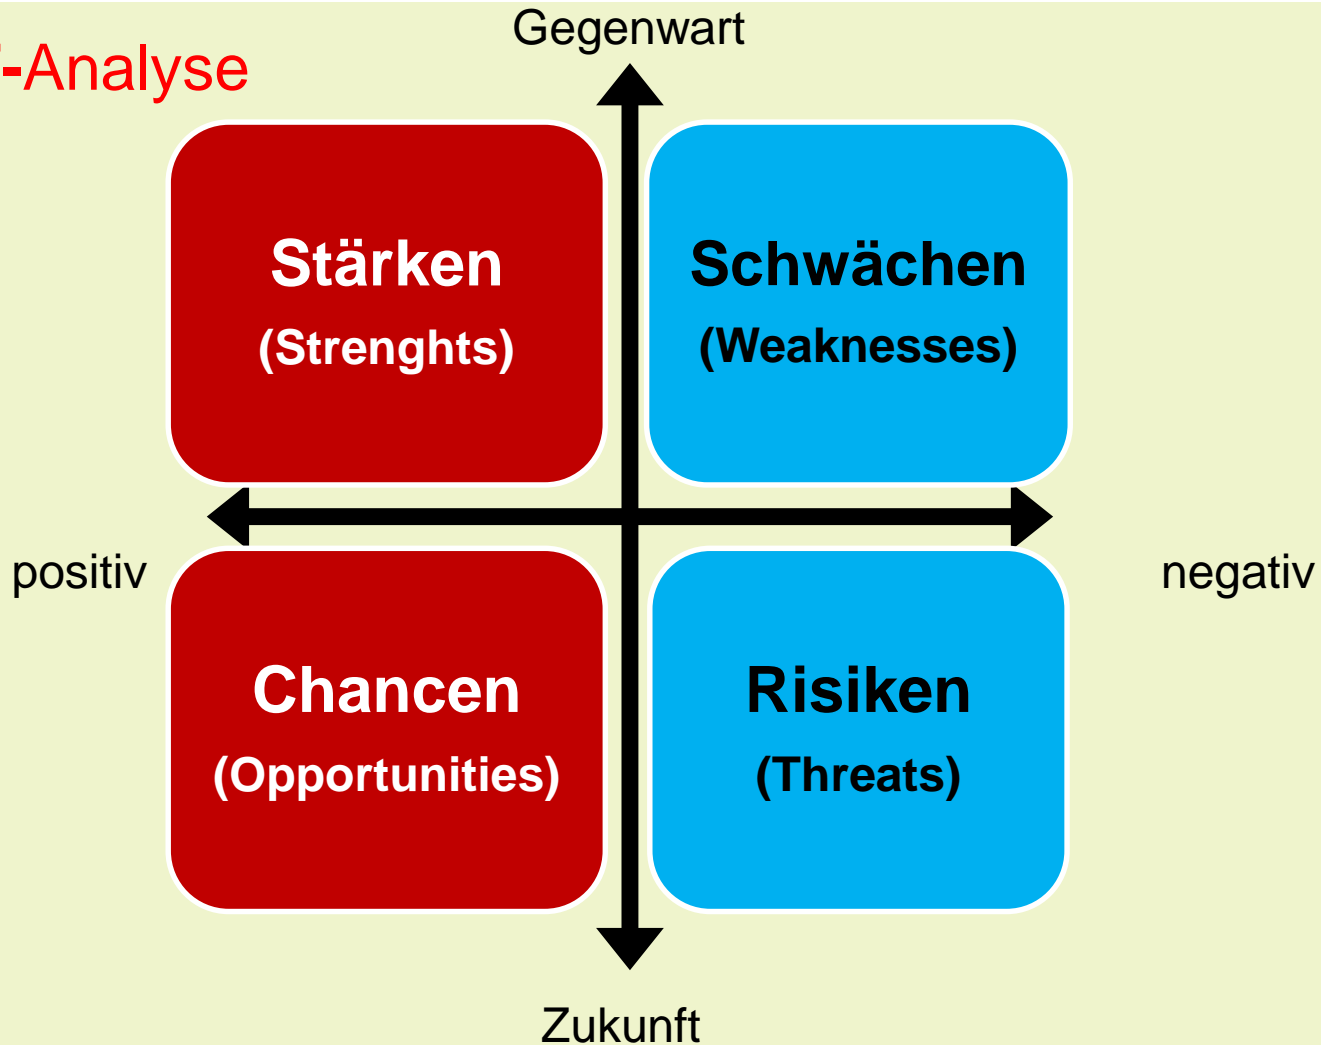 Gegenwart
-Analyse
Stärken
(Strenghts)
Schwächen
(Weaknesses)
positiv
negativ
Chancen
(Opportunities)
Risiken
(Threats)
Zukunft